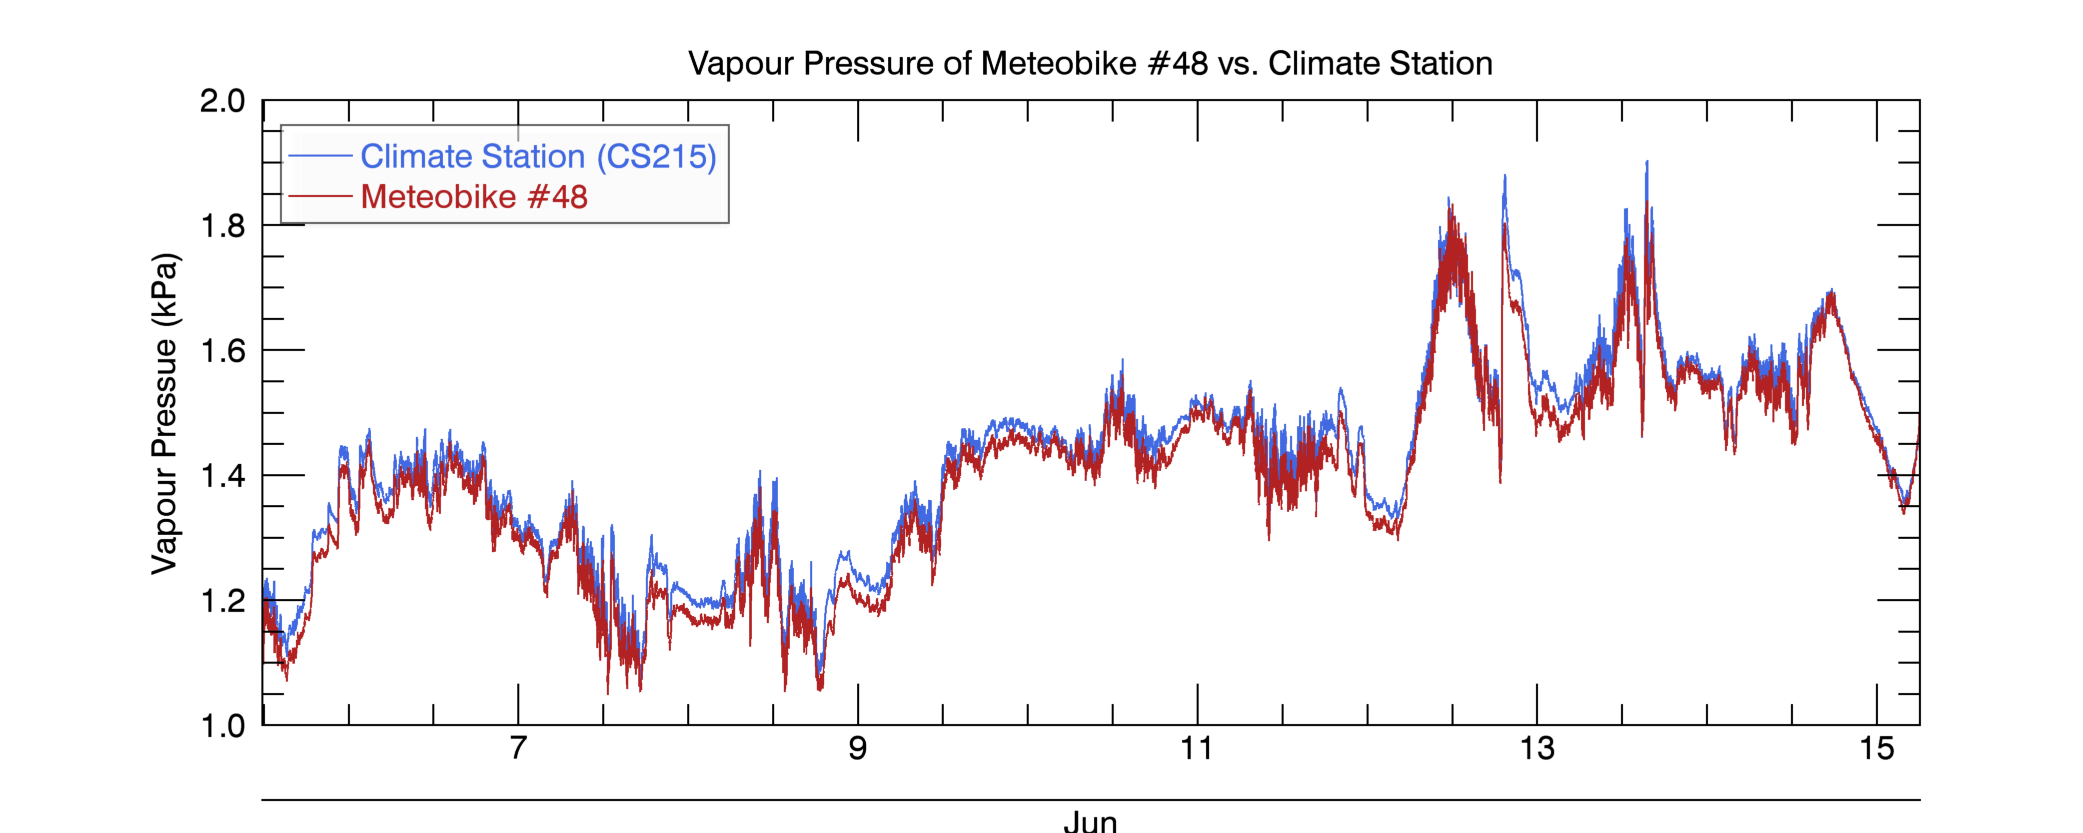 Vapour Pressure of Meteobike #48 vs. Climate Station
Vapour Pressue (kPa)
2.0
1.8
1.6
1.4
1.2
1.0
Climate Station (CS215)
Meteobike #48
7 9 11 13 15
Jun